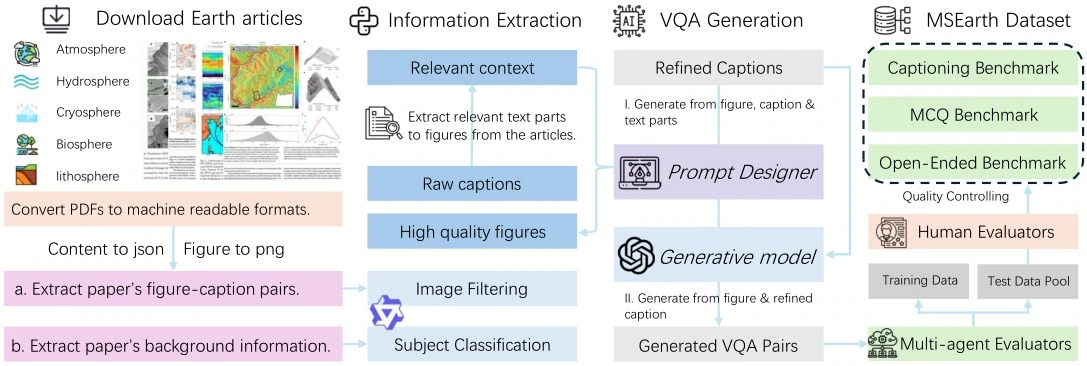 Download Earth articles
Atmosphere
Hydrosphere
Cryosphere
Biosphere
lithosphere
Convert PDFs to machine readable formats.
Content to json
Figure to png
a. Extract paper's figure-caption pairs.
b. Extract paper's background information.
Information Extraction
Relevant context
Extract relevant text parts
to figures from the articles.
Raw captions
High quality figures
Image Filtering
Subject Classification
AI
VQA Generation
Refined Captions
I. Generate from figure, caption &
text parts
Prompt Designer
Generative model
II. Generate from figure & refined
caption
Generated VQA Pairs
MSEarth Dataset
Captioning Benchmark
MCQ Benchmark
Open-Ended Benchmark
Quality Controlling
Human Evaluators
Training Data
Test Data Pool
Multi-agent Evaluators